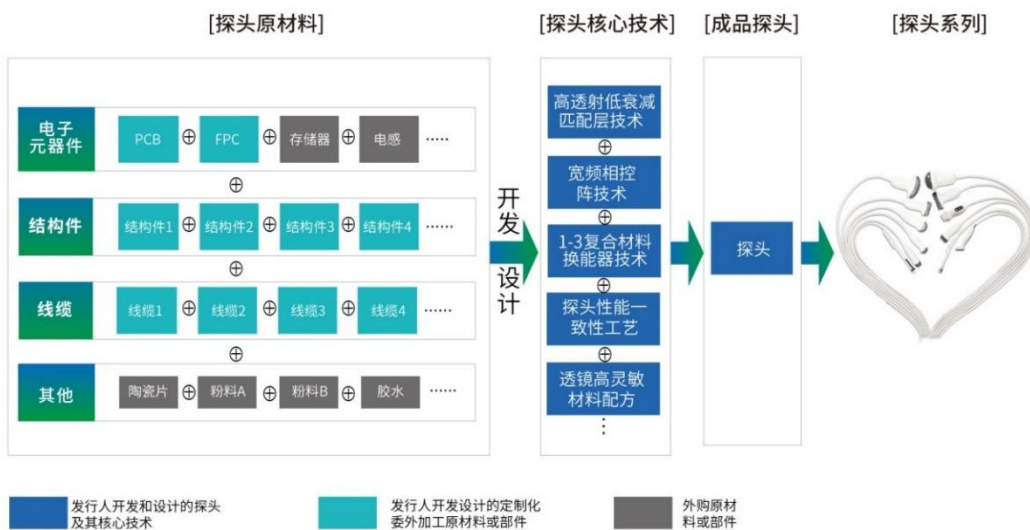 [探头原材料]
[探头核心技术]
[成品探头]
[探头系列]
电子
元器件
PCB
⊕
FPC
⊕
存储器
⊕
电感
.....
⊕
结构件
结构件1
⊕
结构件2
⊕
结构件3
⊕
结构件4
......
⊕
线缆
线缆1
⊕
线缆2
⊕
线缆3
⊕
线缆4
......
⊕
其他
陶瓷片
⊕
粉料A
⊕
粉料B
⊕
胶水
......
开发
设计
高透射低衰减
匹配层技术
⊕
宽频相控
阵技术
⊕
1-3复合材料
换能器技术
⊕
探头性能一
致性工艺
⊕
透镜高灵敏
材料配方
⋮
探头
发行人开发和设计的探头
及其核心技术
发行人开发设计的定制化
委外加工原材料或部件
外购原材
料或部件